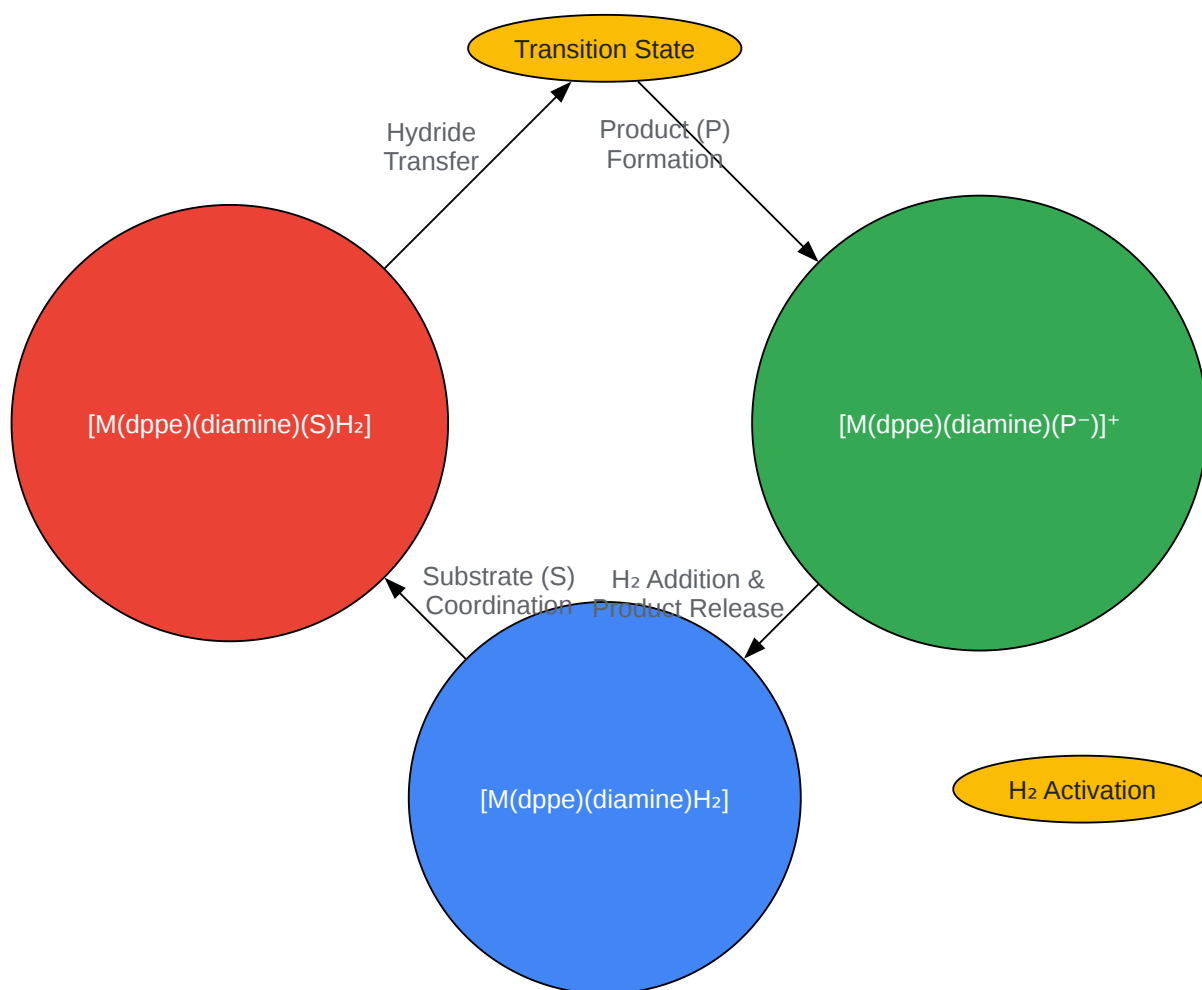 Transition State
Hydride
Transfer
Product (P)
Formation
[M(dppe)(diamine)(S)H₂]
[M(dppe)(diamine)(P⁻)]⁺
Substrate (S)
Coordination
H₂ Addition &
Product Release
[M(dppe)(diamine)H₂]
H₂ Activation